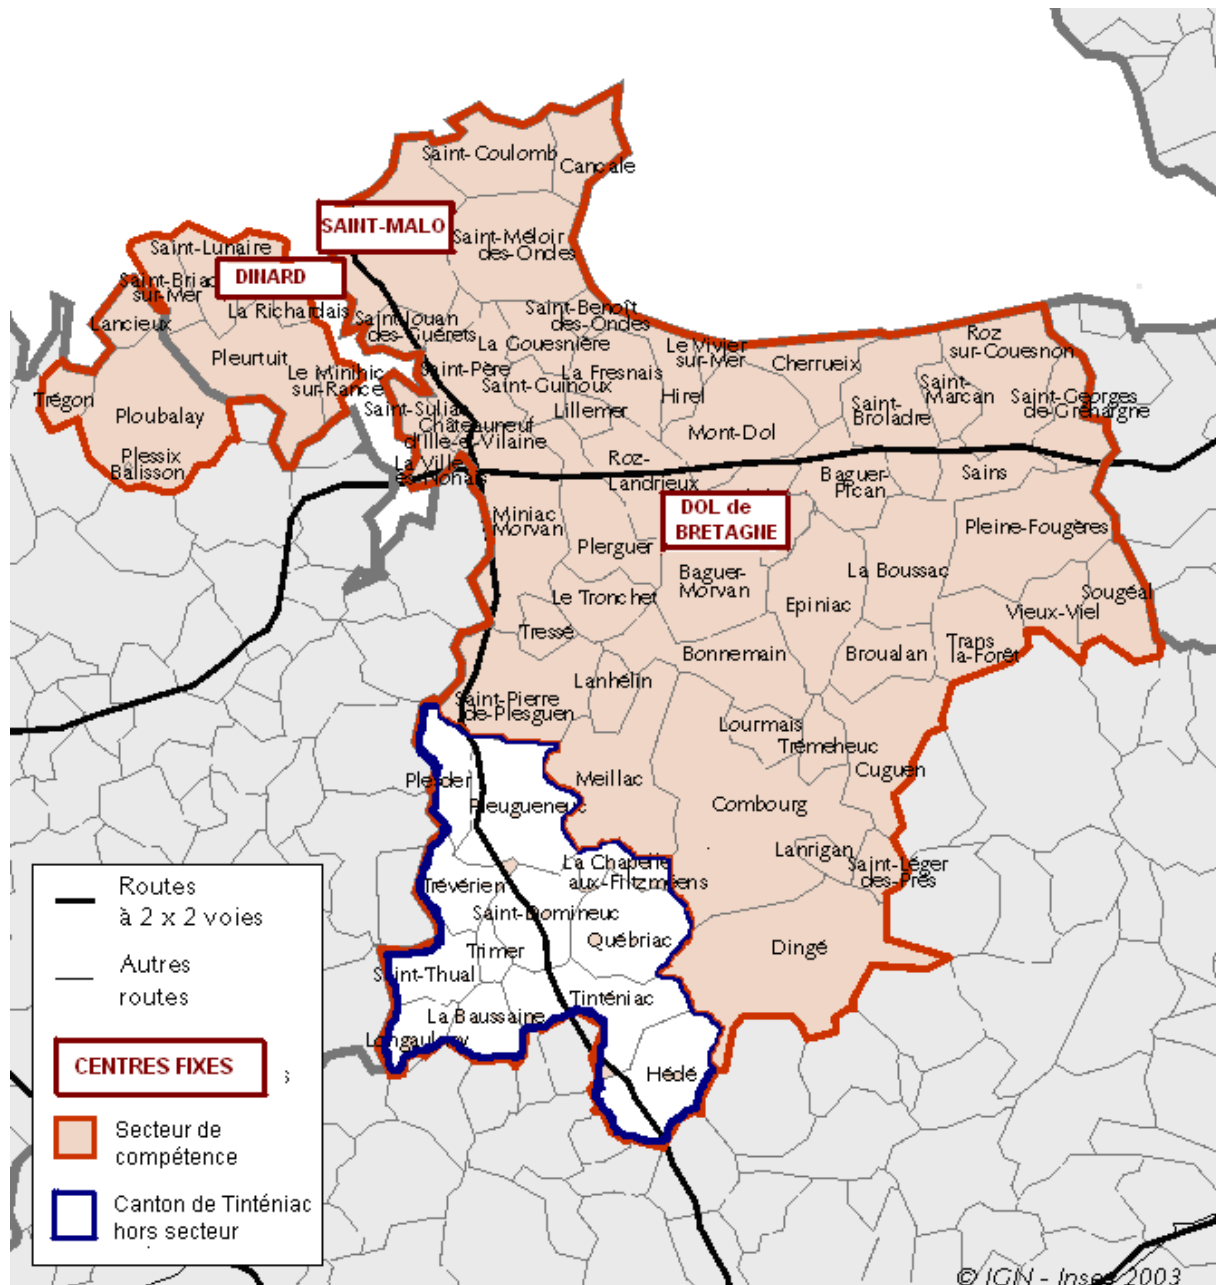 Saint-Coulomb
Cancale
SAINT-MALO
Saint-Méloir
des-Ondes
Saint-Lunaire
DINARD
Saint-Briac
sur-Mer
La Richardais
Lancieux
Saint-Jouan
des-Guérets
Saint-Benoît
des-Ondes
La Gouesnière
Roz
sur-Couesnon
Le Vivier
sur-Mer
Cherrueix
Pleurtuit
Le Minihic
sur-Rance
Saint-Père
Saint-Guinoux
La Fresnais
Hirel
Saint-
Marcan
Saint-Georges
de-Gréhaigne
Trégon
Ploubalay
Saint-Suliac
Châteauneuf
d'Ille-et-Vilaine
Lillemer
Mont-Dol
Saint-
Broladre
Plessix
Balisson
La Ville
ès-Nonais
Roz-
Landrieux
Baguer-
Pican
Sains
Miniac
Morvan
DOL de
BRETAGNE
Pleine-Fougères
Plerguer
Baguer-
Morvan
La Boussac
Sougéal
Le Tronchet
Epiniac
Vieux-Viel
Tressé
Bonnemain
Broualan
Trans
la-Forêt
Lanhélin
Saint-Pierre
de-Plesguen
Lourmais
Trémeheuc
Cuguen
Plesder
Pleugueneuc
Meillac
Combourg
Lanrigan
Saint-Léger
des-Prés
La Chapelle
aux-Filtzméens
Trévérien
Saint-Domineuc
Québriac
Dingé
Trimer
Saint-Thual
Tinténiac
La Baussaine
Longaulnay
Hédé
Routes
à 2 x 2 voies
Autres
routes
CENTRES FIXES
s
Secteur de
compétence
Canton de Tinténiac
hors secteur
© IGN - Insee 2003